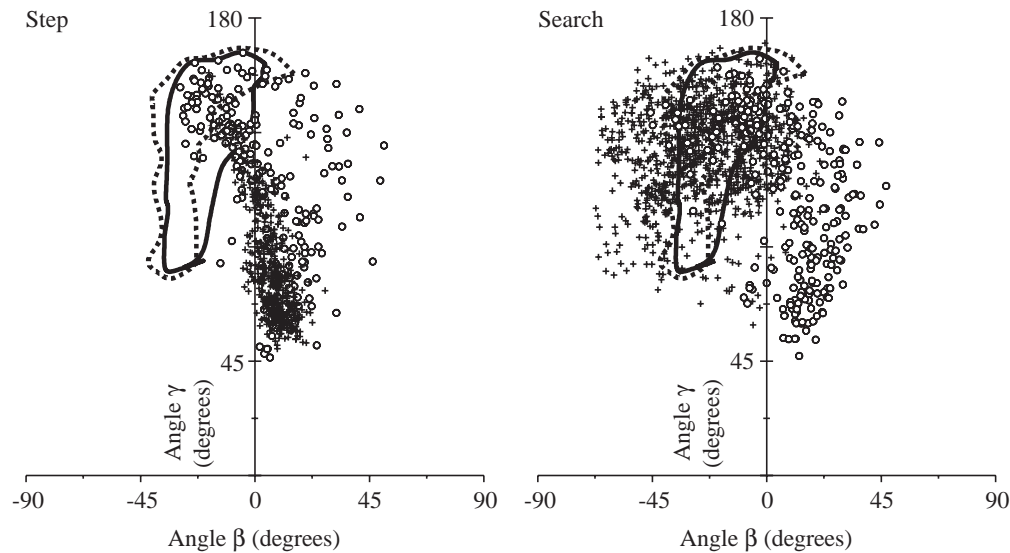 Step
180
45
Angle γ
(degrees)
-90 -45 0 45 90
Angle β (degrees)
Search
180
45
Angle γ
(degrees)
-90 -45 0 45 90
Angle β (degrees)